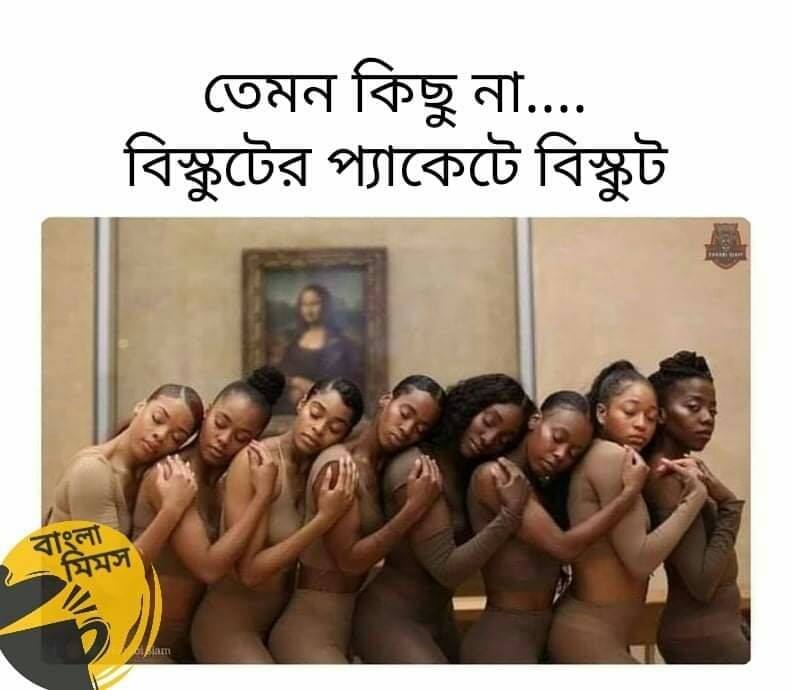 তেমন কিছু না....
বিস্কুটের প্যাকেটে বিস্কুট
বাংলা
মিমস